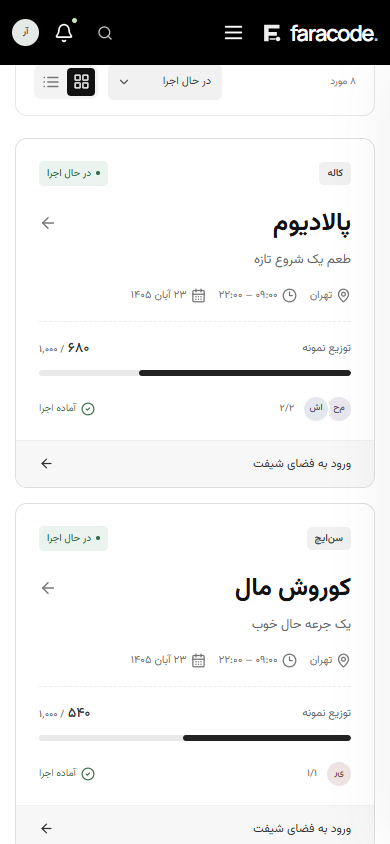 faracode.
آر
۸ مورد
در حال اجرا
کاله
در حال اجرا
پالادیوم
طعم یک شروع تازه
تهران
۰۹:۰۰ – ۲۲:۰۰
۲۳ آبان ۱۴۰۵
توزیع نمونه
۶۸۰ / ۱,۰۰۰
م‌ح
ا‌ش
۲/۲
آماده اجرا
ورود به فضای شیفت
سن‌ایچ
در حال اجرا
کوروش مال
یک جرعه حال خوب
تهران
۰۹:۰۰ – ۲۲:۰۰
۲۳ آبان ۱۴۰۵
توزیع نمونه
۵۴۰ / ۱,۰۰۰
ی‌ر
۱/۱
آماده اجرا
ورود به فضای شیفت